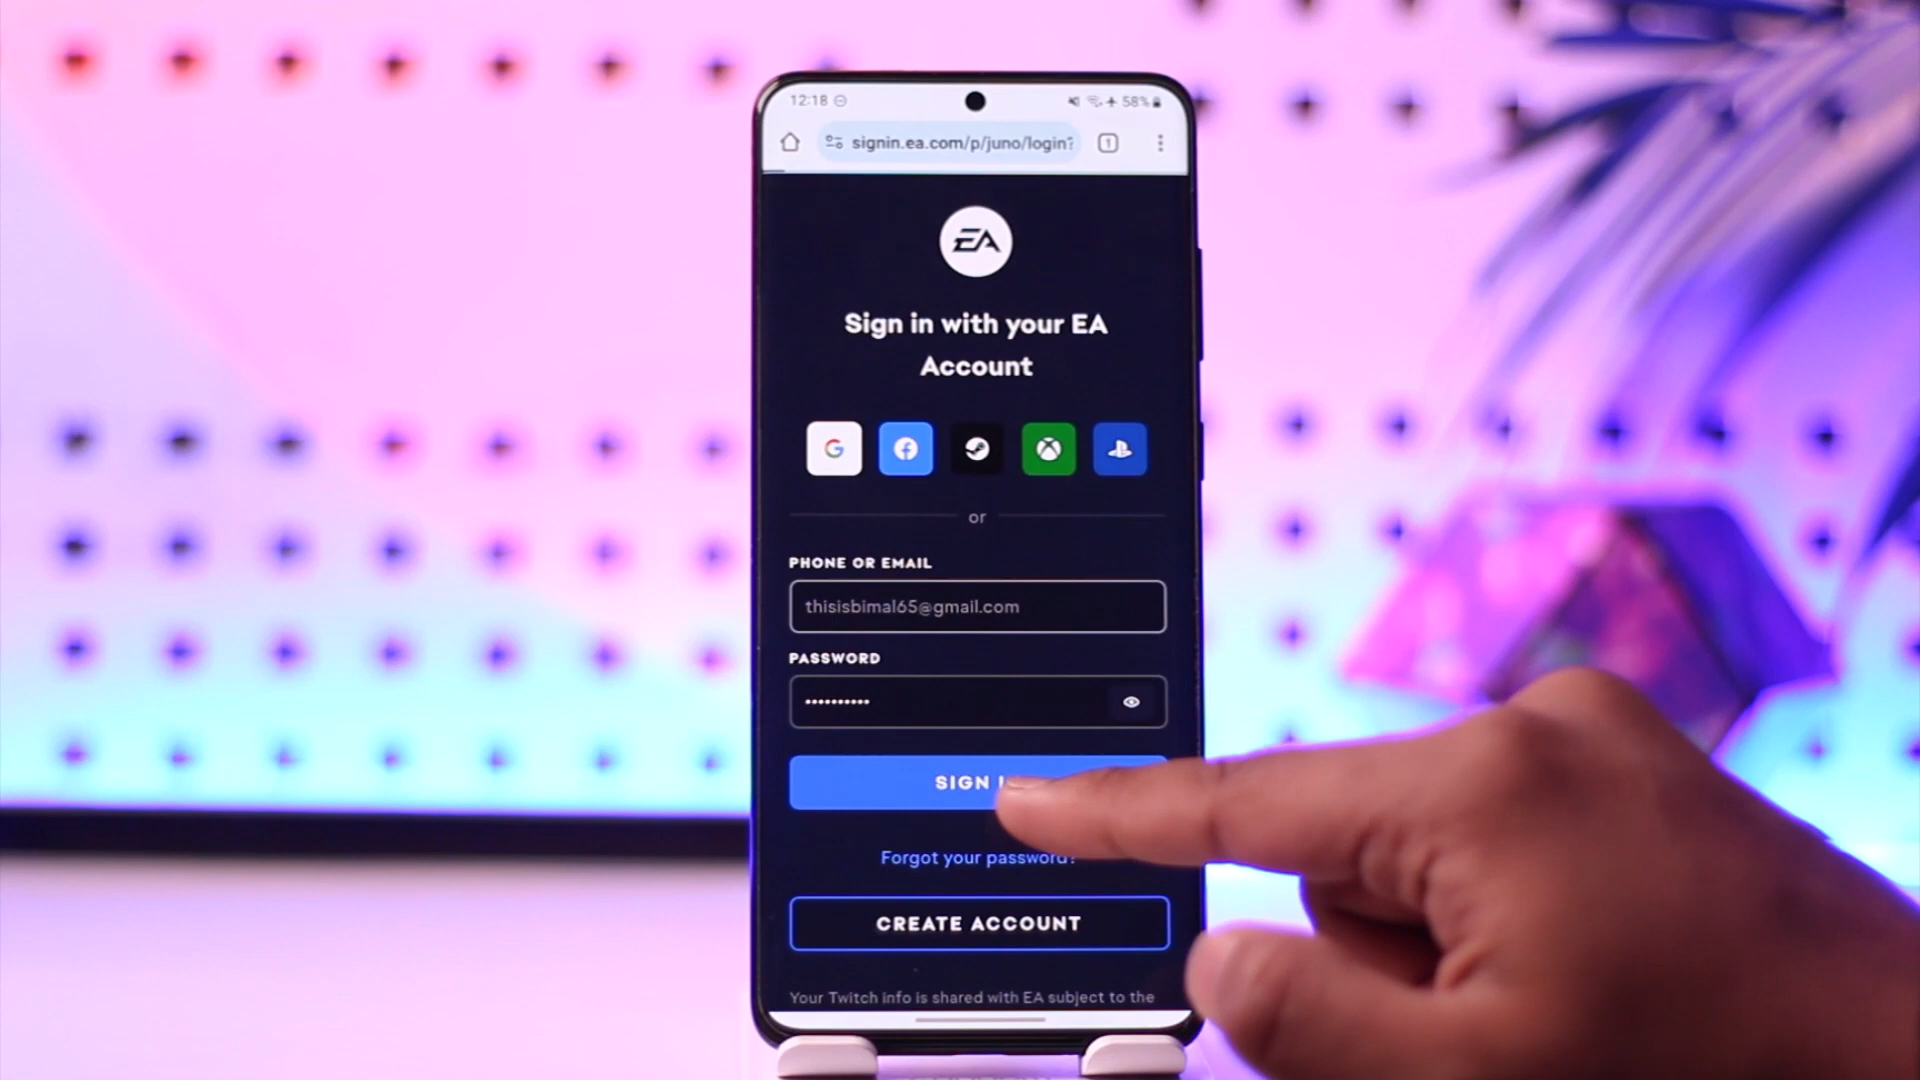 12:18
58%
signin.ea.com/p/juno/login?
1
EA
Sign in with your EA
Account
or
PHONE OR EMAIL
thisisbimal65@gmail.com
PASSWORD
••••••••••
SIGN
Forgot your password?
CREATE ACCOUNT
Your Twitch info is shared with EA subject to the